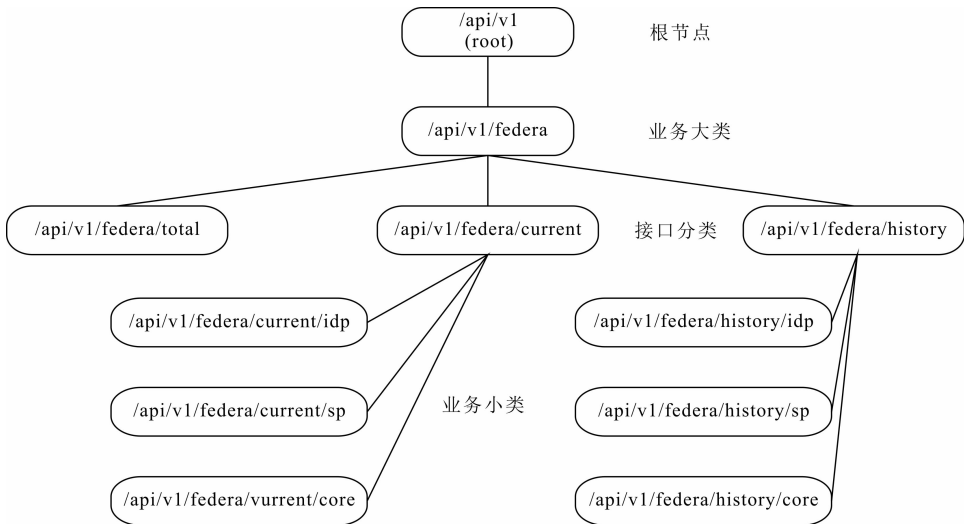 /api/v1
(root)
根节点
/api/v1/federa
业务大类
/api/v1/federa/total
/api/v1/federa/current
接口分类
/api/v1/federa/history
/api/v1/federa/current/idp
/api/v1/federa/history/idp
/api/v1/federa/current/sp
业务小类
/api/v1/federa/history/sp
/api/v1/federa/vurrent/core
/api/v1/federa/history/core